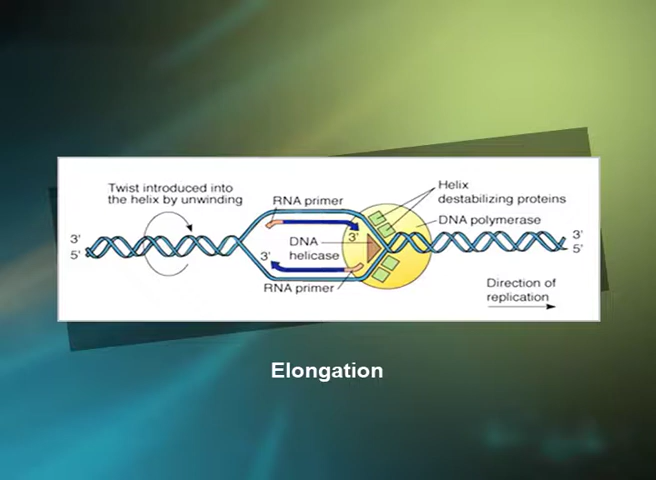 Twist introduced into
the helix by unwinding
RNA primer
Helix
destabilizing proteins
DNA polymerase
3'
5'
3'
DNA
helicase
3'
RNA primer
3'
5'
Direction of
replication
Elongation